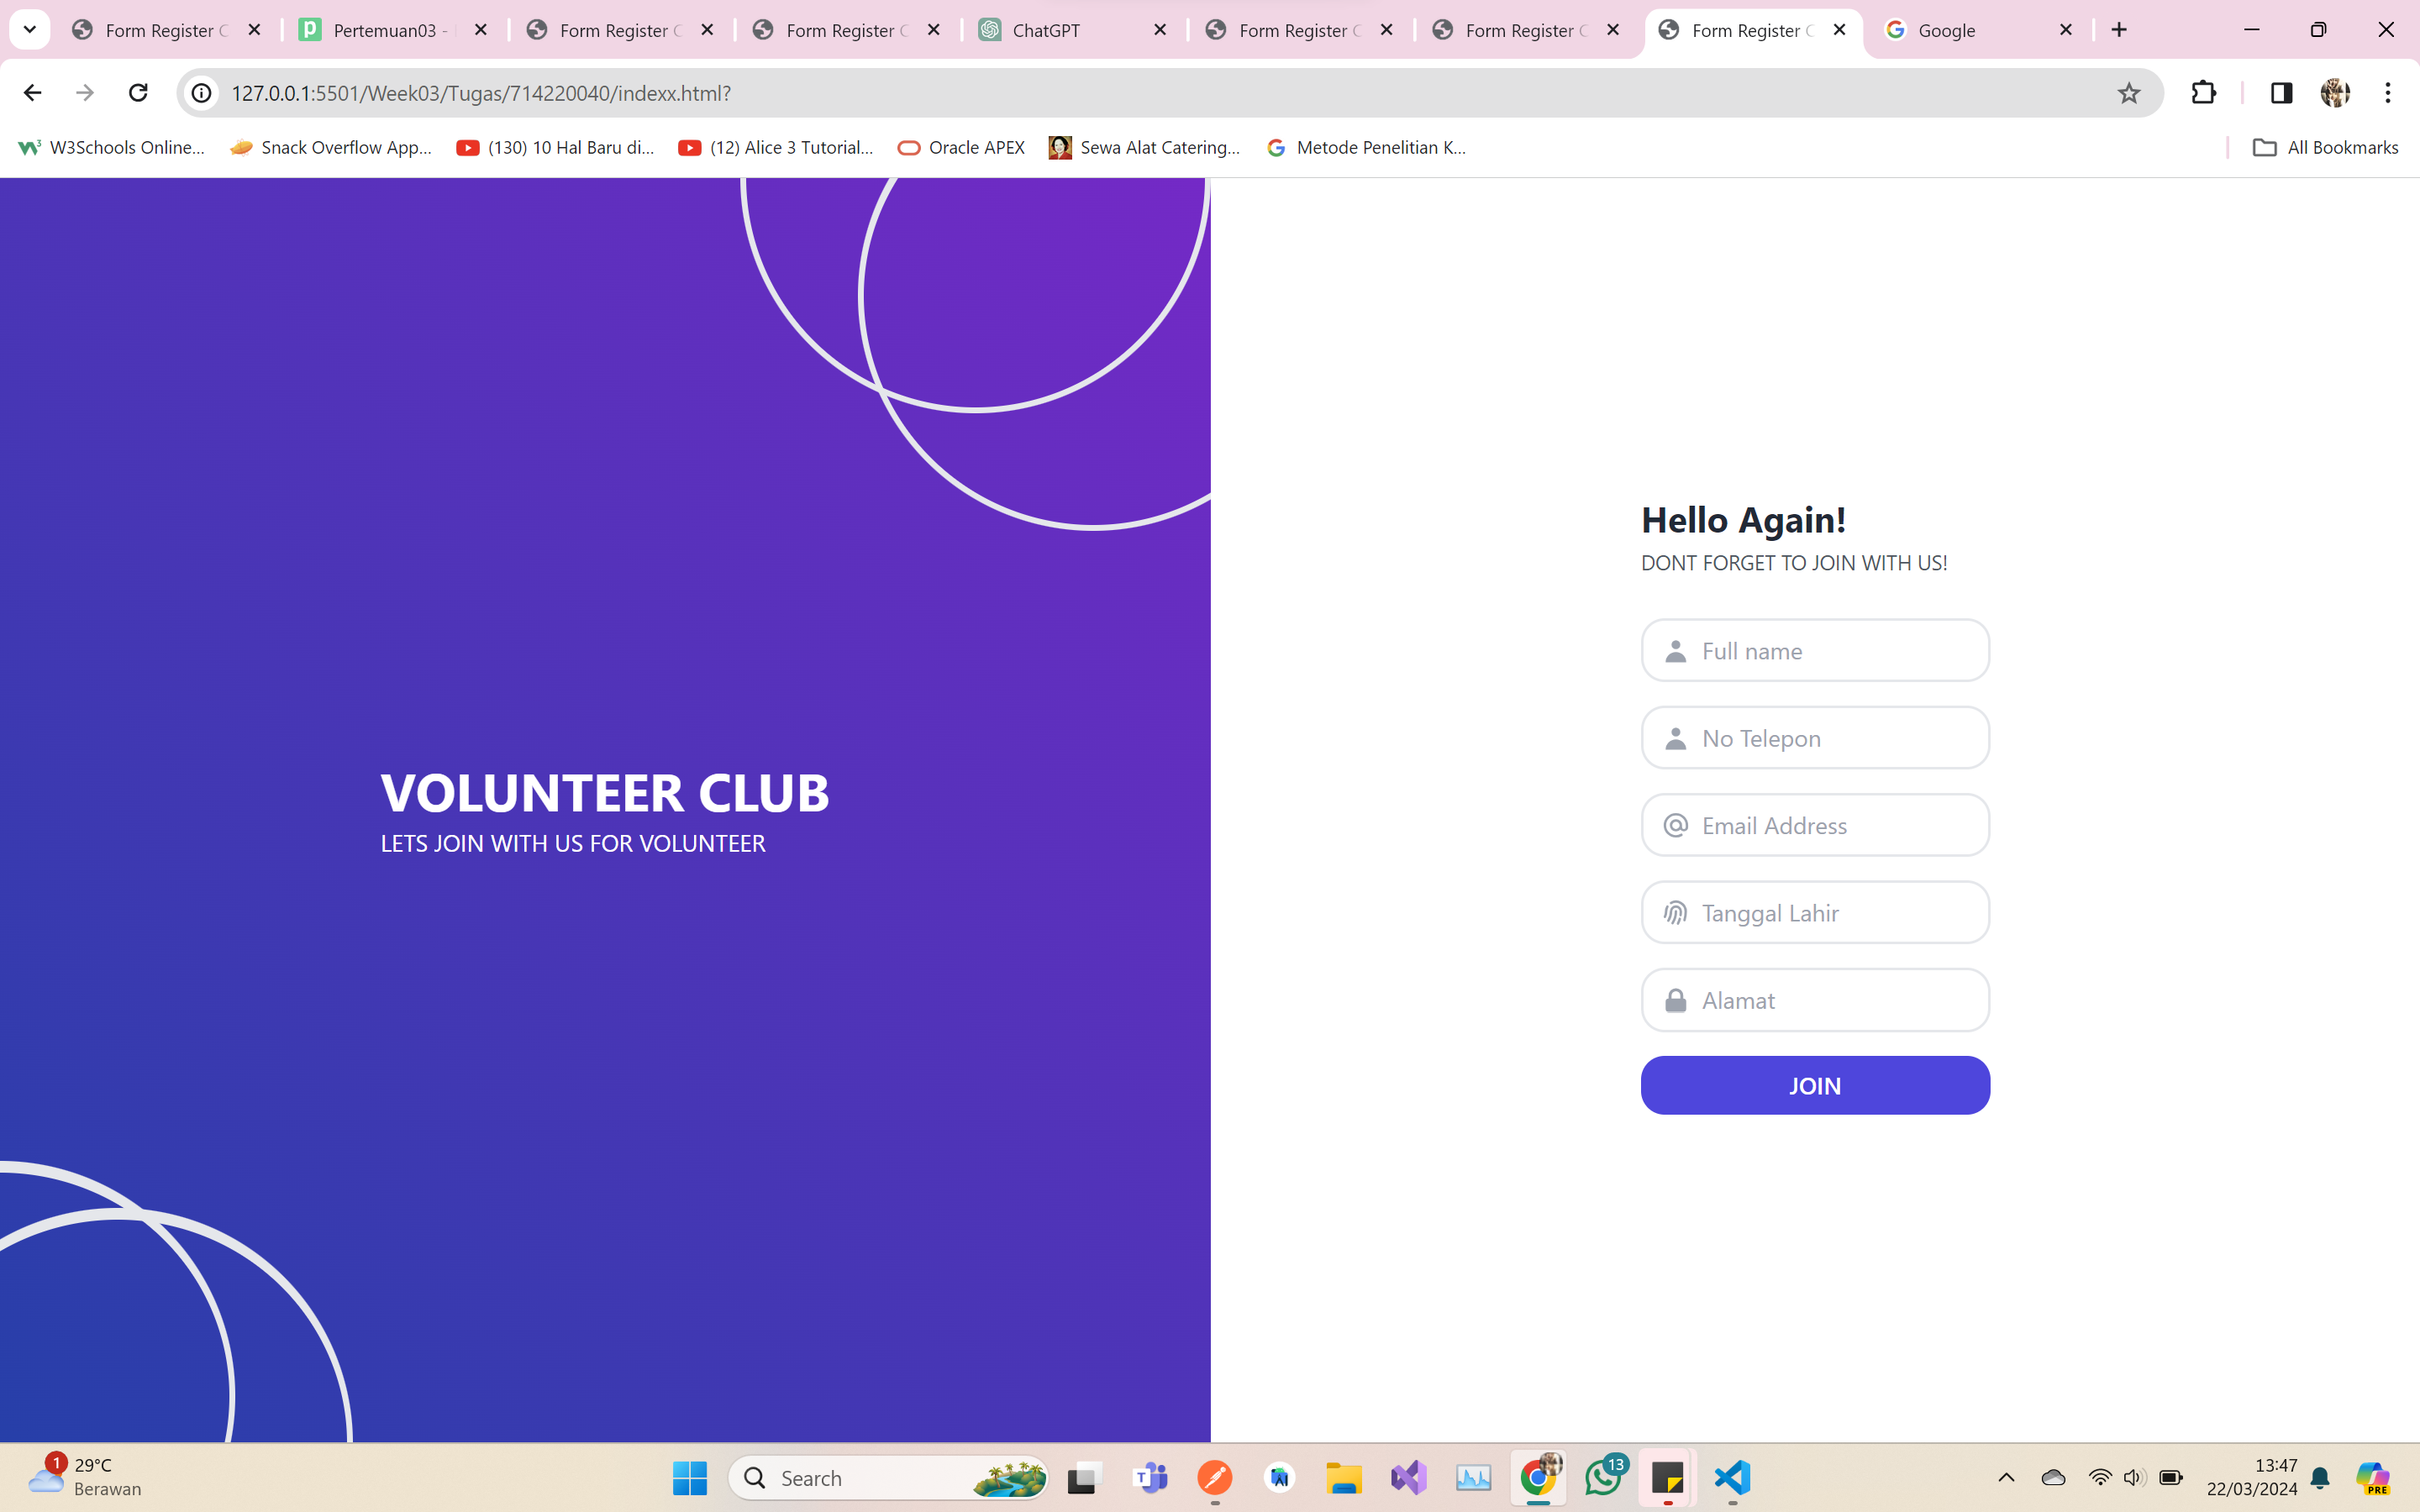 Form Register C
Pertemuan03 -
Form Register C
Form Register C
ChatGPT
Form Register C
Form Register C
Form Register C
Google
127.0.0.1:5501/Week03/Tugas/714220040/indexx.html?
W3Schools Online...
Snack Overflow App...
(130) 10 Hal Baru di...
(12) Alice 3 Tutorial...
Oracle APEX
Sewa Alat Catering...
Metode Penelitian K...
All Bookmarks
VOLUNTEER CLUB
LETS JOIN WITH US FOR VOLUNTEER
Hello Again!
DONT FORGET TO JOIN WITH US!
Full name
No Telepon
Email Address
Tanggal Lahir
Alamat
JOIN
1
29°C
Berawan
Search
13
13:47
22/03/2024
PRE